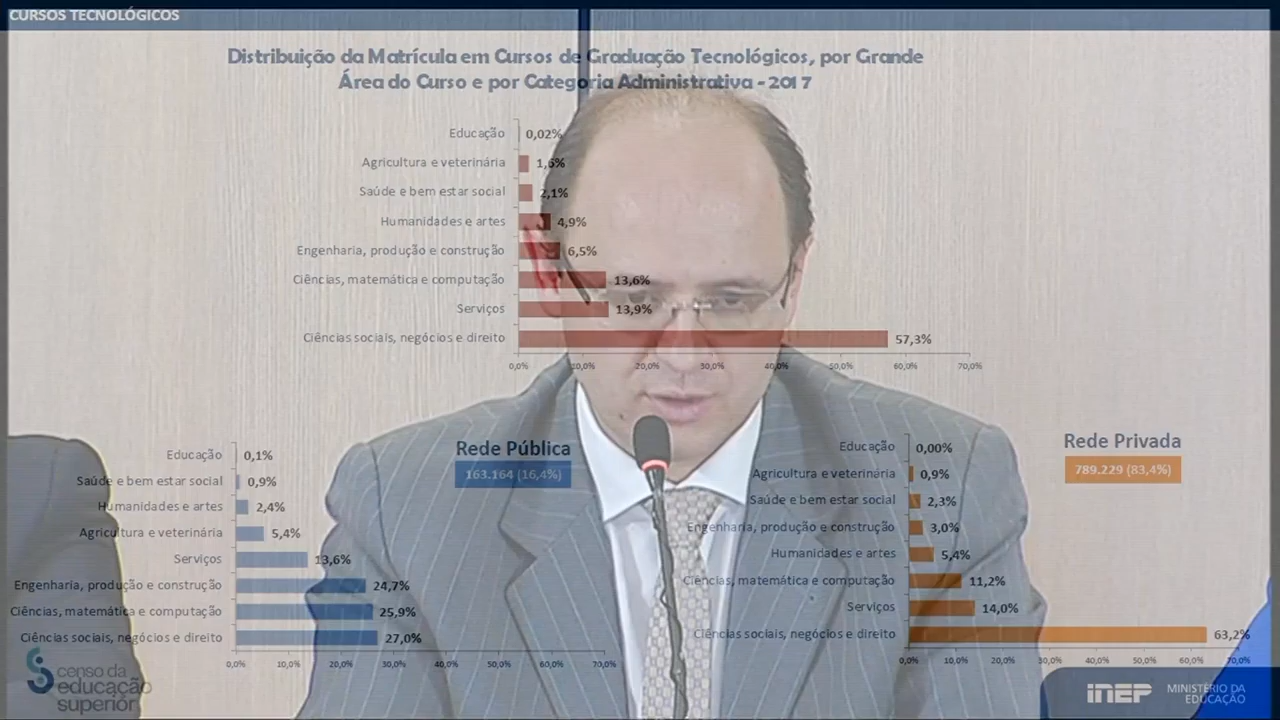 CURSOS TECNOLÓGICOS
Distribuição da Matrícula em Cursos de Graduação Tecnológicos, por Grande
Área do Curso e por Categoria Administrativa - 2017
Educação 0,02%
Agricultura e veterinária 1,6%
Saúde e bem estar social 2,1%
Humanidades e artes 4,9%
Engenharia, produção e construção 6,5%
Ciências, matemática e computação 13,6%
Serviços 13,9%
Ciências sociais, negócios e direito 57,3%
0,0% 10,0% 20,0% 30,0% 40,0% 50,0% 60,0% 70,0%
Rede Pública
163.164 (16,4%)
Educação 0,1%
Saúde e bem estar social 0,9%
Humanidades e artes 2,4%
Agricultura e veterinária 5,4%
Serviços 13,6%
Engenharia, produção e construção 24,7%
Ciências, matemática e computação 25,9%
Ciências sociais, negócios e direito 27,0%
0,0% 10,0% 20,0% 30,0% 40,0% 50,0% 60,0% 70,0%
Rede Privada
789.229 (83,4%)
Educação 0,00%
Agricultura e veterinária 0,9%
Saúde e bem estar social 2,3%
Engenharia, produção e construção 3,0%
Humanidades e artes 5,4%
Ciências, matemática e computação 11,2%
Serviços 14,0%
Ciências sociais, negócios e direito 63,2%
0,0% 10,0% 20,0% 30,0% 40,0% 50,0% 60,0% 70,0%
censo da
educação
superior
inep
MINISTÉRIO DA
EDUCAÇÃO